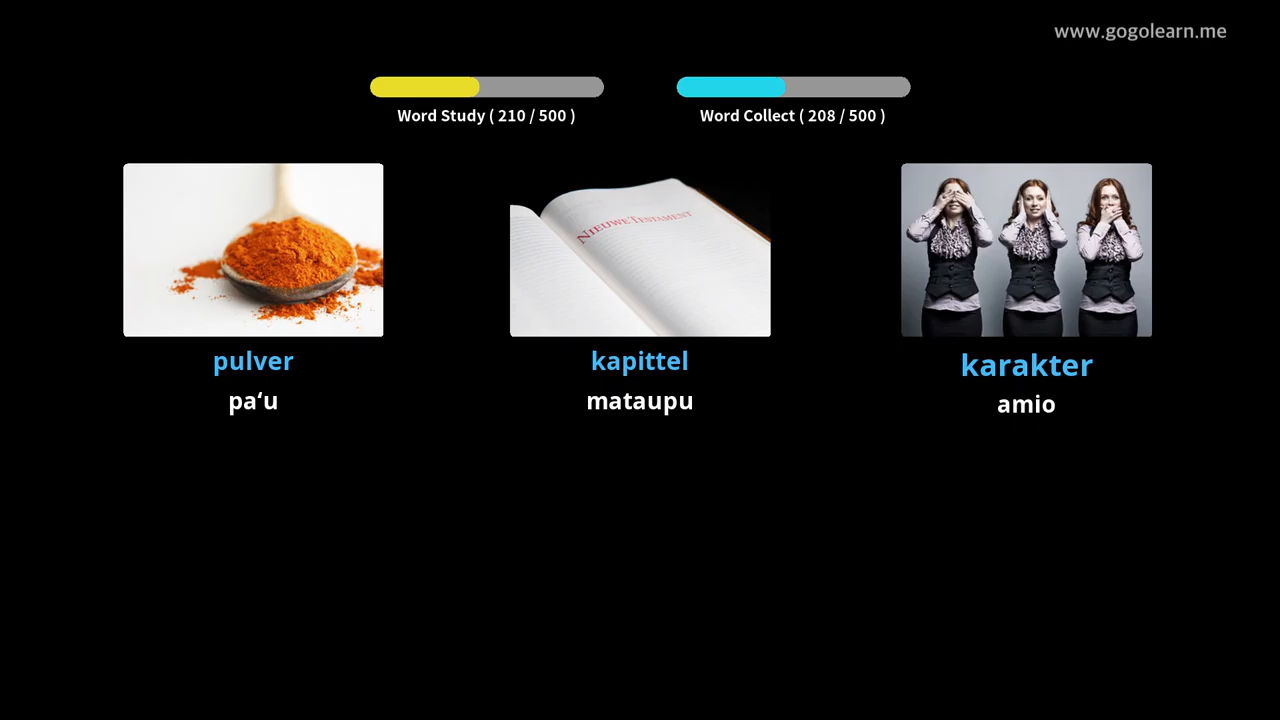 www.gogolearn.me
Word Study ( 210 / 500 )
Word Collect ( 208 / 500 )
NIEUWE TESTAMENT
pulver
kapittel
karakter
paʻu
mataupu
amio